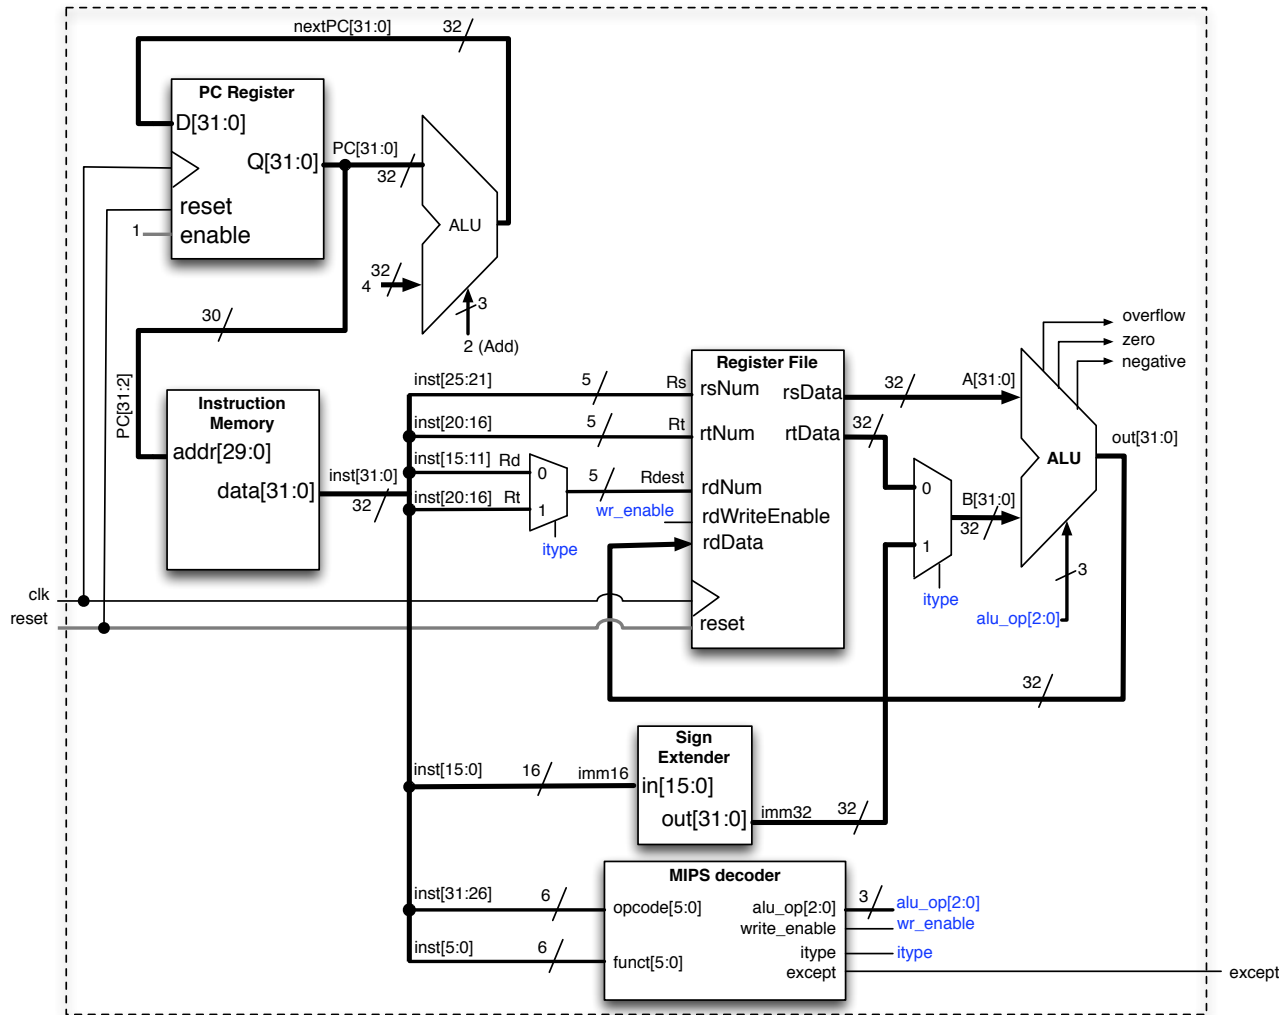 nextPC[31:0]
32
PC Register
D[31:0]
Q[31:0]
PC[31:0]
32
reset
1
enable
ALU
32
4
3
2 (Add)
30
PC[31:2]
Instruction
Memory
addr[29:0]
data[31:0]
inst[31:0]
32
inst[25:21]
5
Rs
inst[20:16]
5
Rt
inst[15:11]
Rd
0
inst[20:16]
Rt
1
itype
5
Rdest
wr_enable
Register File
rsNum
rsData
rtNum
rtData
rdNum
rdWriteEnable
rdData
reset
32
A[31:0]
32
0
1
itype
B[31:0]
32
overflow
zero
negative
ALU
out[31:0]
3
alu_op[2:0]
32
clk
reset
inst[15:0]
16
imm16
Sign
Extender
in[15:0]
out[31:0]
imm32
32
MIPS decoder
inst[31:26]
6
opcode[5:0]
alu_op[2:0]
3
alu_op[2:0]
write_enable
wr_enable
inst[5:0]
6
funct[5:0]
itype
itype
except
except